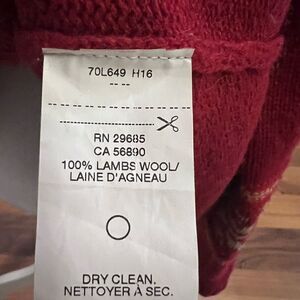 70L649 H16
RN 29685
CA 56890
100% LAMBS WOOL/
LAINE D'AGNEAU
DRY CLEAN.
NETTOYER À SEC.